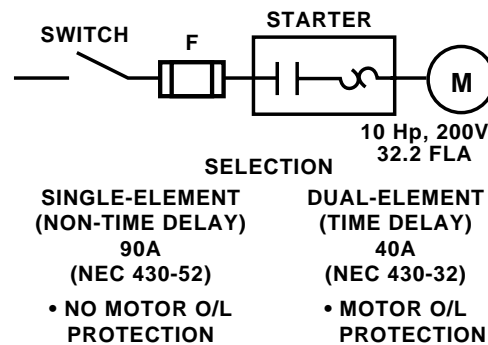 STARTER
SWITCH
F
M
10 Hp, 200V
32.2 FLA
SELECTION
SINGLE-ELEMENT
(NON-TIME DELAY)
90A
(NEC 430-52)
• NO MOTOR O/L
PROTECTION
DUAL-ELEMENT
(TIME DELAY)
40A
(NEC 430-32)
• MOTOR O/L
PROTECTION